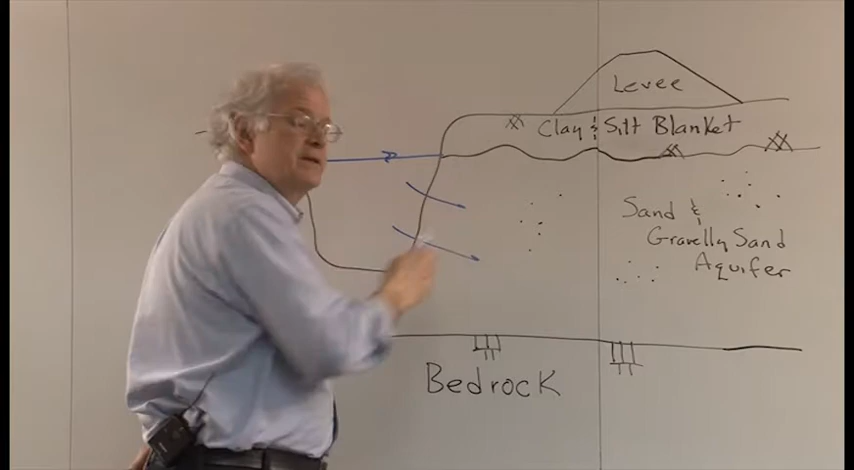 Levee
Clay & Silt Blanket
Sand &
Gravelly Sand
Aquifer
Bedrock